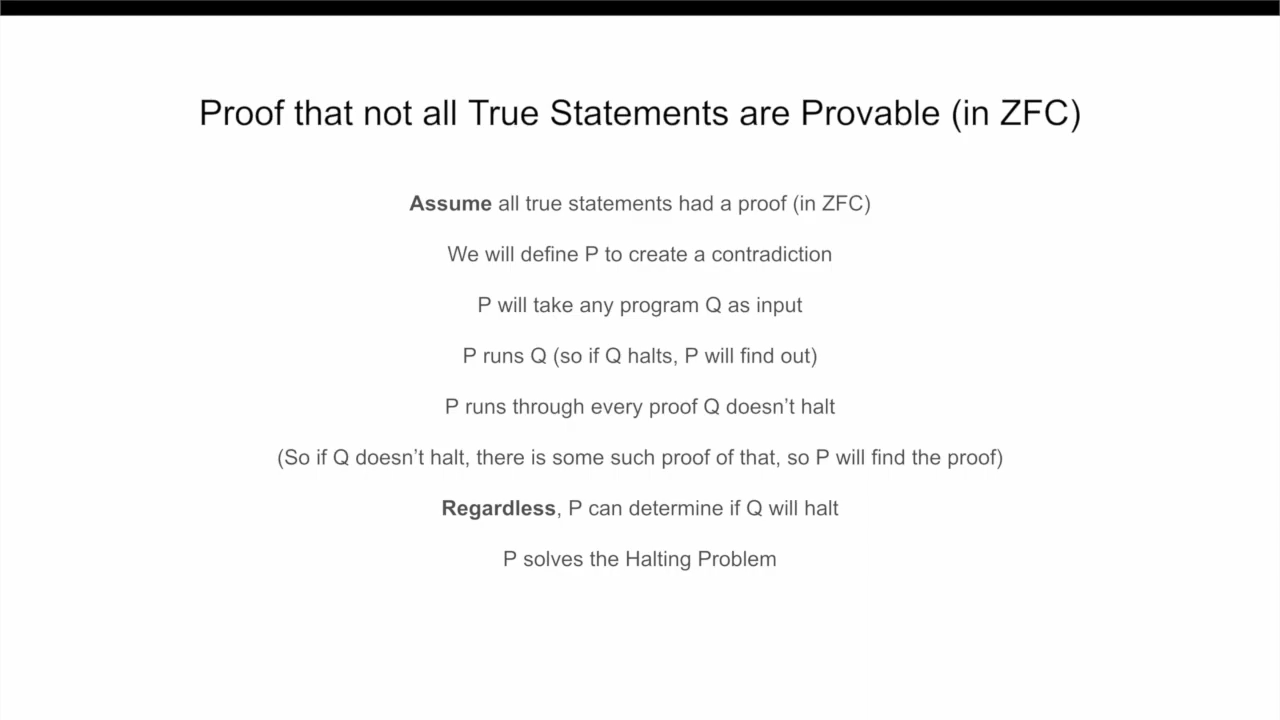 Proof that not all True Statements are Provable (in ZFC)
Assume all true statements had a proof (in ZFC)
We will define P to create a contradiction
P will take any program Q as input
P runs Q (so if Q halts, P will find out)
P runs through every proof Q doesn’t halt
(So if Q doesn’t halt, there is some such proof of that, so P will find the proof)
Regardless, P can determine if Q will halt
P solves the Halting Problem